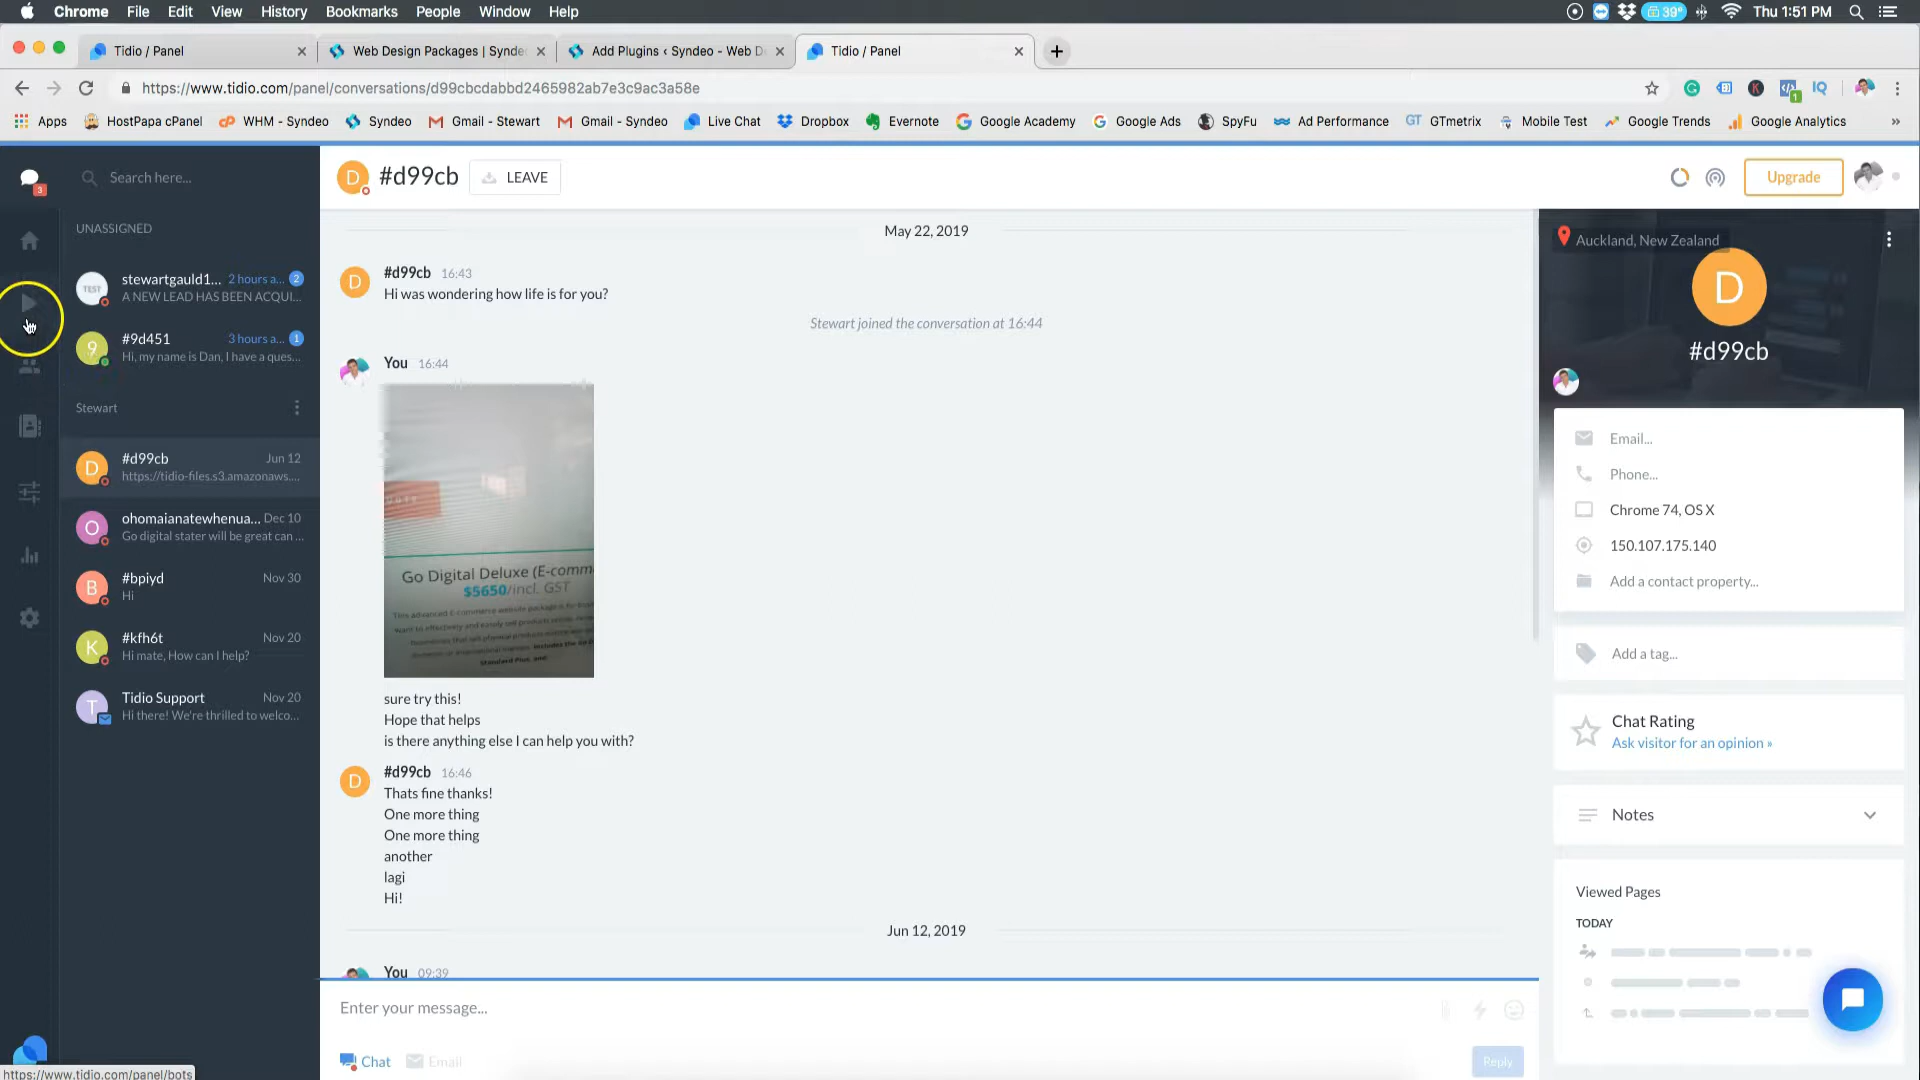 Chrome File Edit View History Bookmarks People Window Help 39° Thu 1:51 PM
Tidio / Panel Web Design Packages | Synde Add Plugins ‹ Syndeo - Web D Tidio / Panel
https://www.tidio.com/panel/conversations/d99cbcdabbd2465982ab7e3c9ac3a58e
Apps HostPapa cPanel WHM - Syndeo Syndeo Gmail - Stewart Gmail - Syndeo Live Chat Dropbox Evernote Google Academy Google Ads SpyFu Ad Performance GTmetrix Mobile Test Google Trends Google Analytics »
3
Search here...
D #d99cb LEAVE
Upgrade
UNASSIGNED
TEST stewartgauld1... 2 hours a... 2
A NEW LEAD HAS BEEN ACQUI...
9 #9d451 3 hours a... 1
Hi, my name is Dan, I have a ques...
Stewart
D #d99cb Jun 12
https://tidio-files.s3.amazonaws....
O ohomaianatewhenua... Dec 10
Go digital stater will be great can ...
B #bpiyd Nov 30
Hi
K #kfh6t Nov 20
Hi mate, How can I help?
T Tidio Support Nov 20
Hi there! We're thrilled to welco...
https://www.tidio.com/panel/bots
May 22, 2019
D #d99cb 16:43
Hi was wondering how life is for you?
Stewart joined the conversation at 16:44
You 16:44
Go Digital Deluxe (E-comm
$5650/incl. GST
Standard Plus, and:
sure try this!
Hope that helps
is there anything else I can help you with?
D #d99cb 16:46
Thats fine thanks!
One more thing
One more thing
another
lagi
Hi!
Jun 12, 2019
You 09:39
Enter your message...
Chat Email
Reply
Auckland, New Zealand
D
#d99cb
Email...
Phone...
Chrome 74, OS X
150.107.175.140
Add a contact property...
Add a tag...
Chat Rating
Ask visitor for an opinion »
Notes
Viewed Pages
TODAY